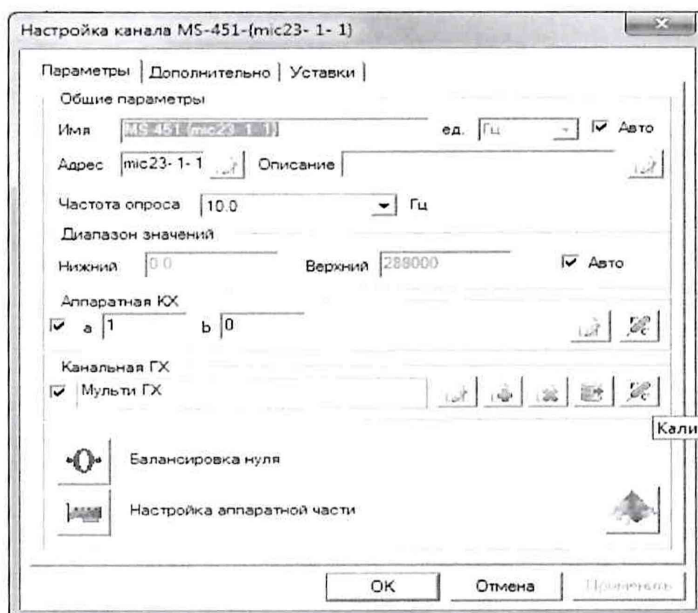 Настройка канала MS-451-{mic23- 1- 1}
Параметры Дополнительно Уставки
Общие параметры
Имя MS-451-{mic23- 1- 1} ед. Гц Авто
Адрес mic23- 1- 1 Описание
Частота опроса 10.0 Гц
Диапазон значений
Нижний 0.0 Верхний 288000 Авто
Аппаратная КХ
a 1 b 0
Канальная ГХ
Мульти ГХ
Кали
Балансировка нуля
Настройка аппаратной части
OK Отмена Применить